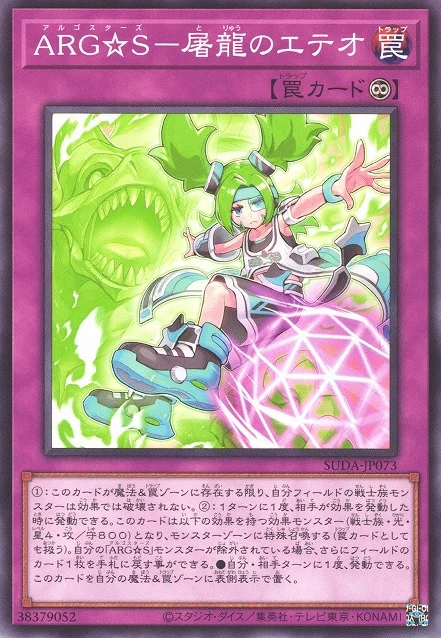 アルゴスターズ とりゅう
ARG☆S－屠龍のエテオ
トラップ
罠
トラップ
【罠カード∞】
SUDA-JP073
①：このカードが魔法&罠ゾーンに存在する限り、自分フィールドの戦士族モン
スターは効果では破壊されない。②：1ターンに1度、相手が効果を発動した
時に発動できる。このカードは以下の効果を持つ効果モンスター（戦士族・光・
星4・攻／守800）となり、モンスターゾーンに特殊召喚する（罠カードとして
も扱う）。自分の「ARG☆S」モンスターが除外されている場合、さらにフィールドの
カード1枚を手札に戻す事ができる。●自分・相手ターンに1度、発動できる。
このカードを自分の魔法&罠ゾーンに表側表示で置く。
38379052
©スタジオ・ダイス／集英社・テレビ東京・KONAMI